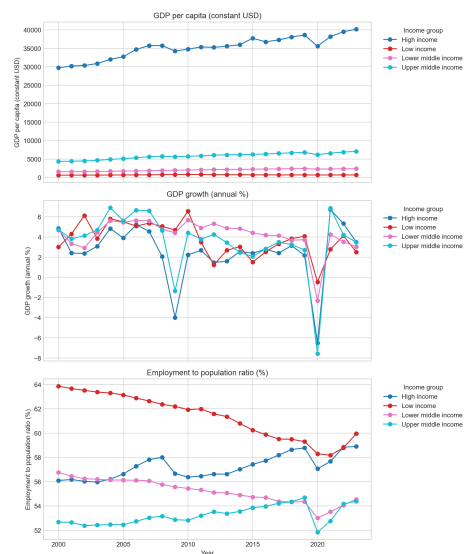 GDP per capita (constant USD)
GDP per capita (constant USD)
40000
35000
30000
25000
20000
15000
10000
5000
0
Income group
High income
Low income
Lower middle income
Upper middle income
GDP growth (annual %)
GDP growth (annual %)
6
4
2
0
−2
−4
−6
−8
Income group
High income
Low income
Lower middle income
Upper middle income
Employment to population ratio (%)
Employment to population ratio (%)
64
62
60
58
56
54
52
Income group
High income
Low income
Lower middle income
Upper middle income
2000
2005
2010
2015
2020
Year